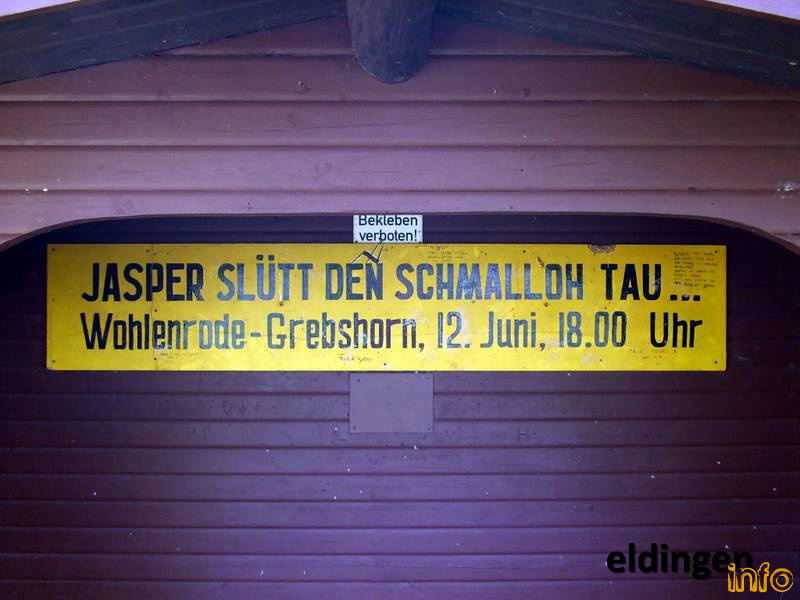 Bekleben
verboten!
JASPER SLÜTT DEN SCHMALLOH TAU...
Wohlenrode-Grebshorn, 12. Juni, 18.00 Uhr
eldingen
info